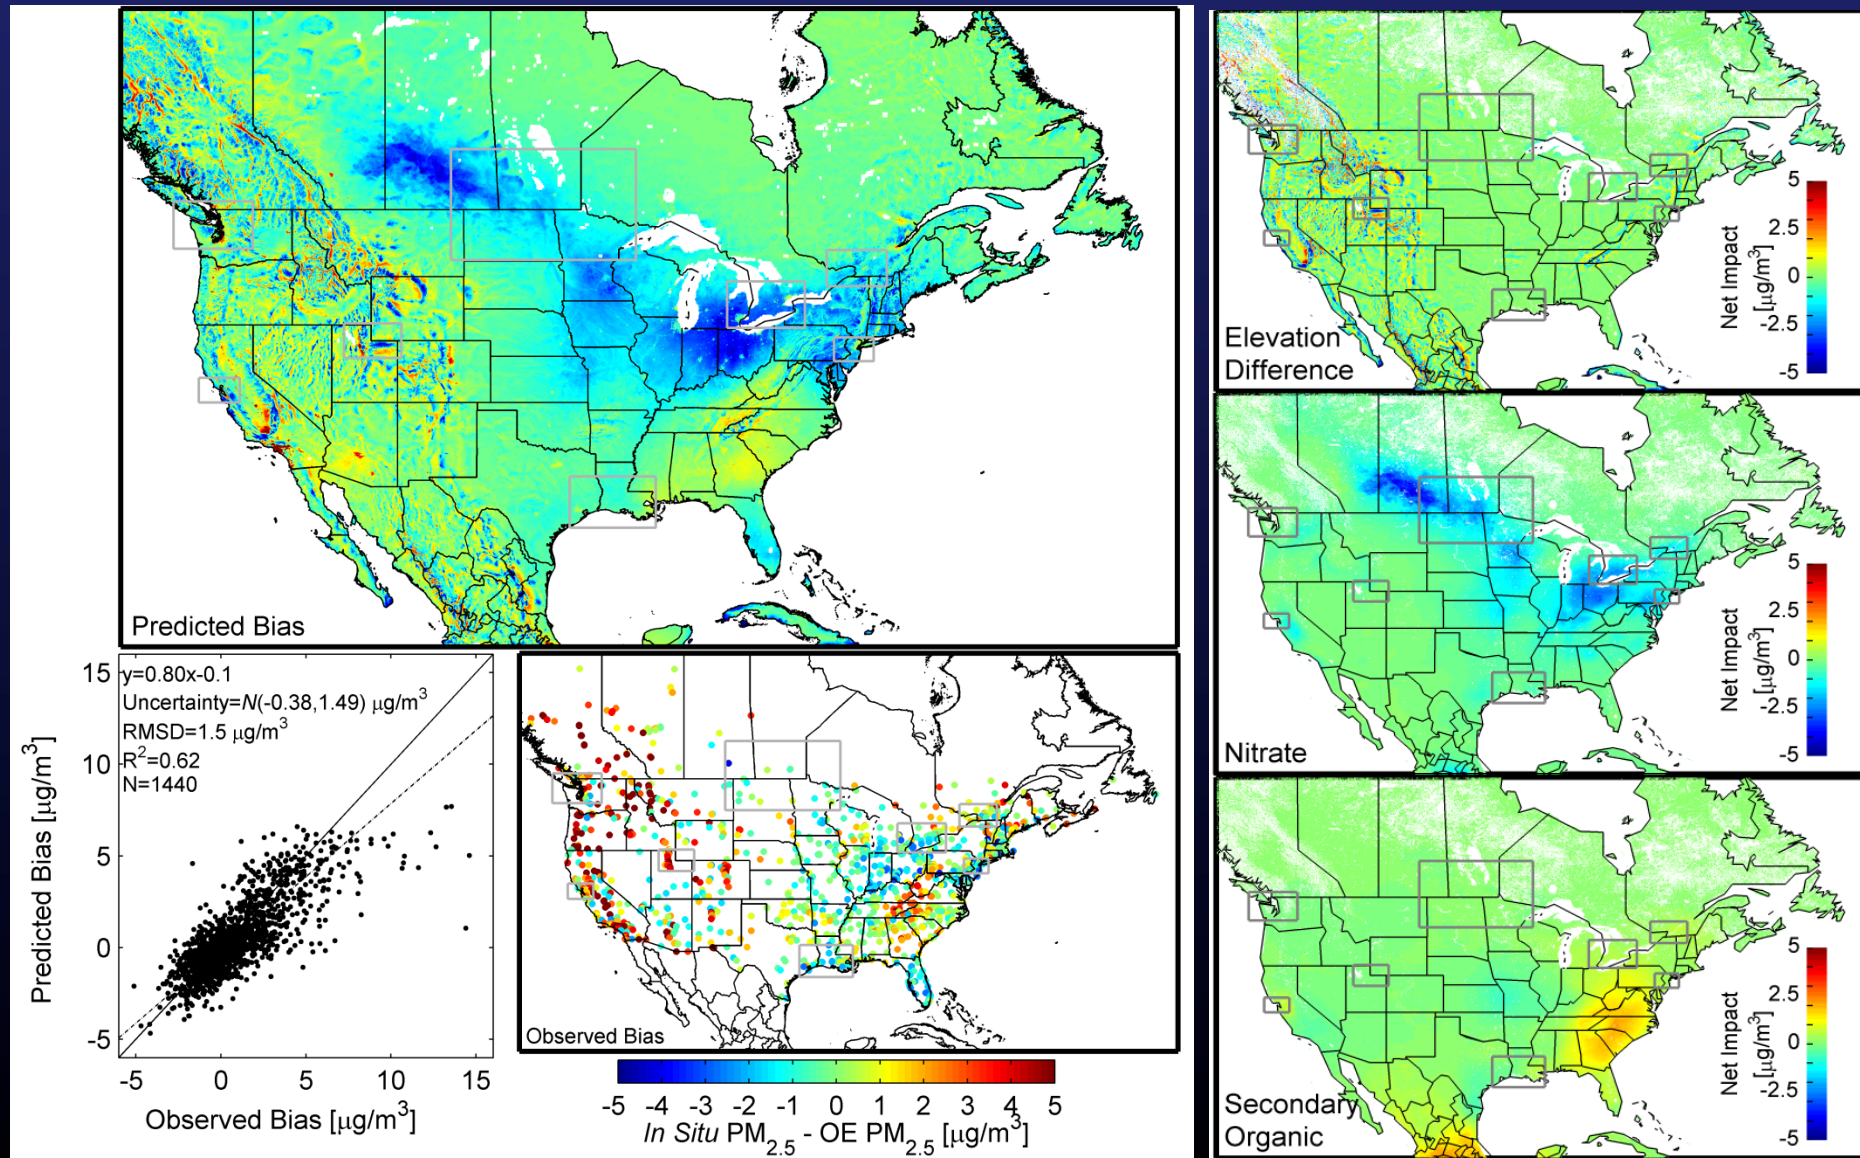 Predicted Bias
y=0.80x-0.1
Uncertainty=N(-0.38,1.49) µg/m³
RMSD=1.5 µg/m³
R²=0.62
N=1440
15
10
5
0
-5
Predicted Bias [µg/m³]
-5 0 5 10 15
Observed Bias [µg/m³]
Observed Bias
-5 -4 -3 -2 -1 0 1 2 3 4 5
In Situ PM₂.₅ - OE PM₂.₅ [µg/m³]
Elevation
Difference
Net Impact
[µg/m³]
5
2.5
0
-2.5
-5
Nitrate
Net Impact
[µg/m³]
5
2.5
0
-2.5
-5
Secondary
Organic
Net Impact
[µg/m³]
5
2.5
0
-2.5
-5